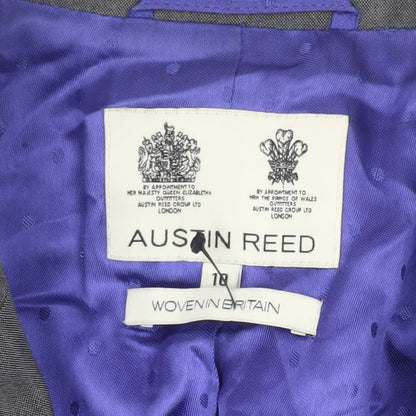 BY APPOINTMENT TO
HER MAJESTY QUEEN ELIZABETH II
OUTFITTERS
AUSTIN REED GROUP LTD
LONDON
BY APPOINTMENT TO
HRH THE PRINCE OF WALES
OUTFITTERS
AUSTIN REED GROUP LTD
LONDON
AUSTIN REED
10
WOVEN IN BRITAIN